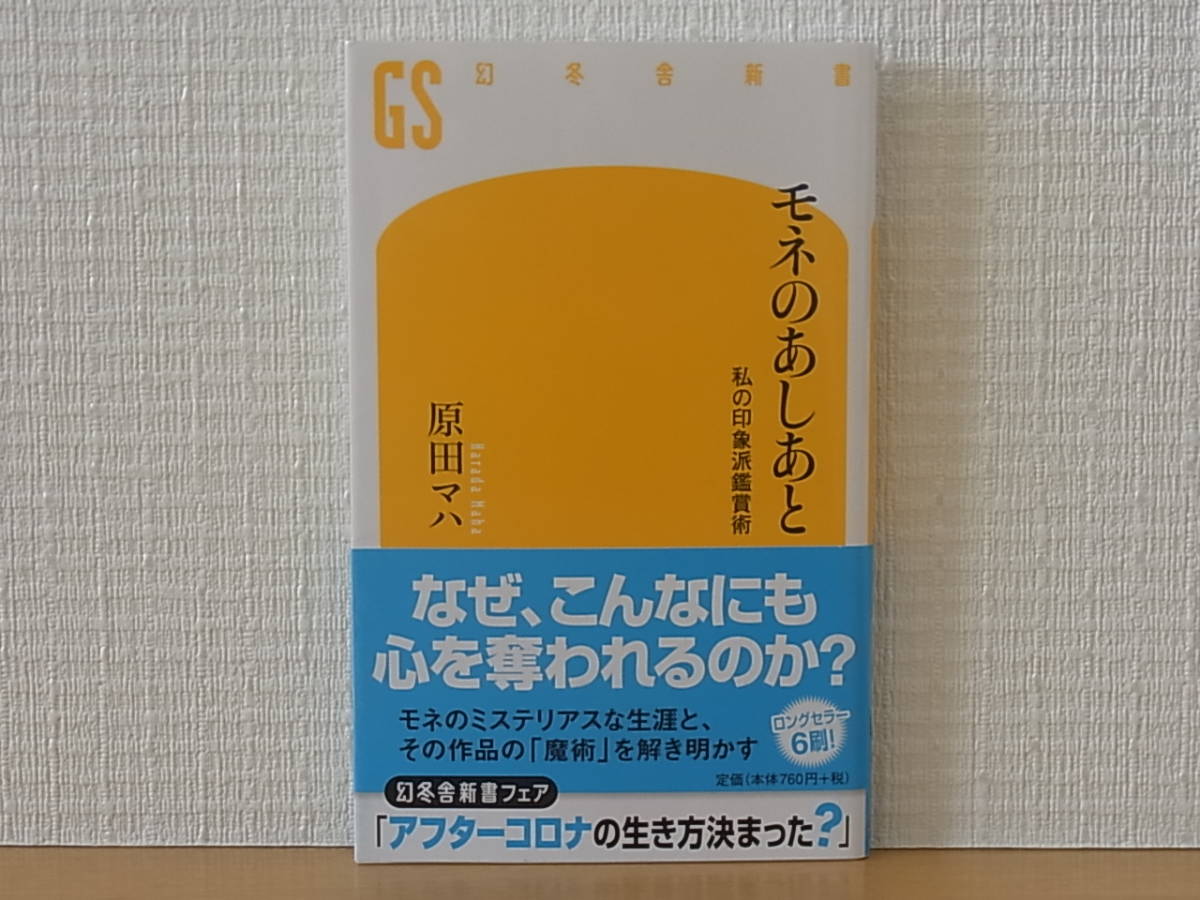 GS
幻冬舎新書
モネのあしあと
私の印象派鑑賞術
原田マハ
Harada Maha
なぜ、こんなにも
心を奪われるのか?
モネのミステリアスな生涯と、
その作品の「魔術」を解き明かす
ロングセラー
6刷!
定価(本体760円+税)
幻冬舎新書フェア
「アフターコロナの生き方決まった?」